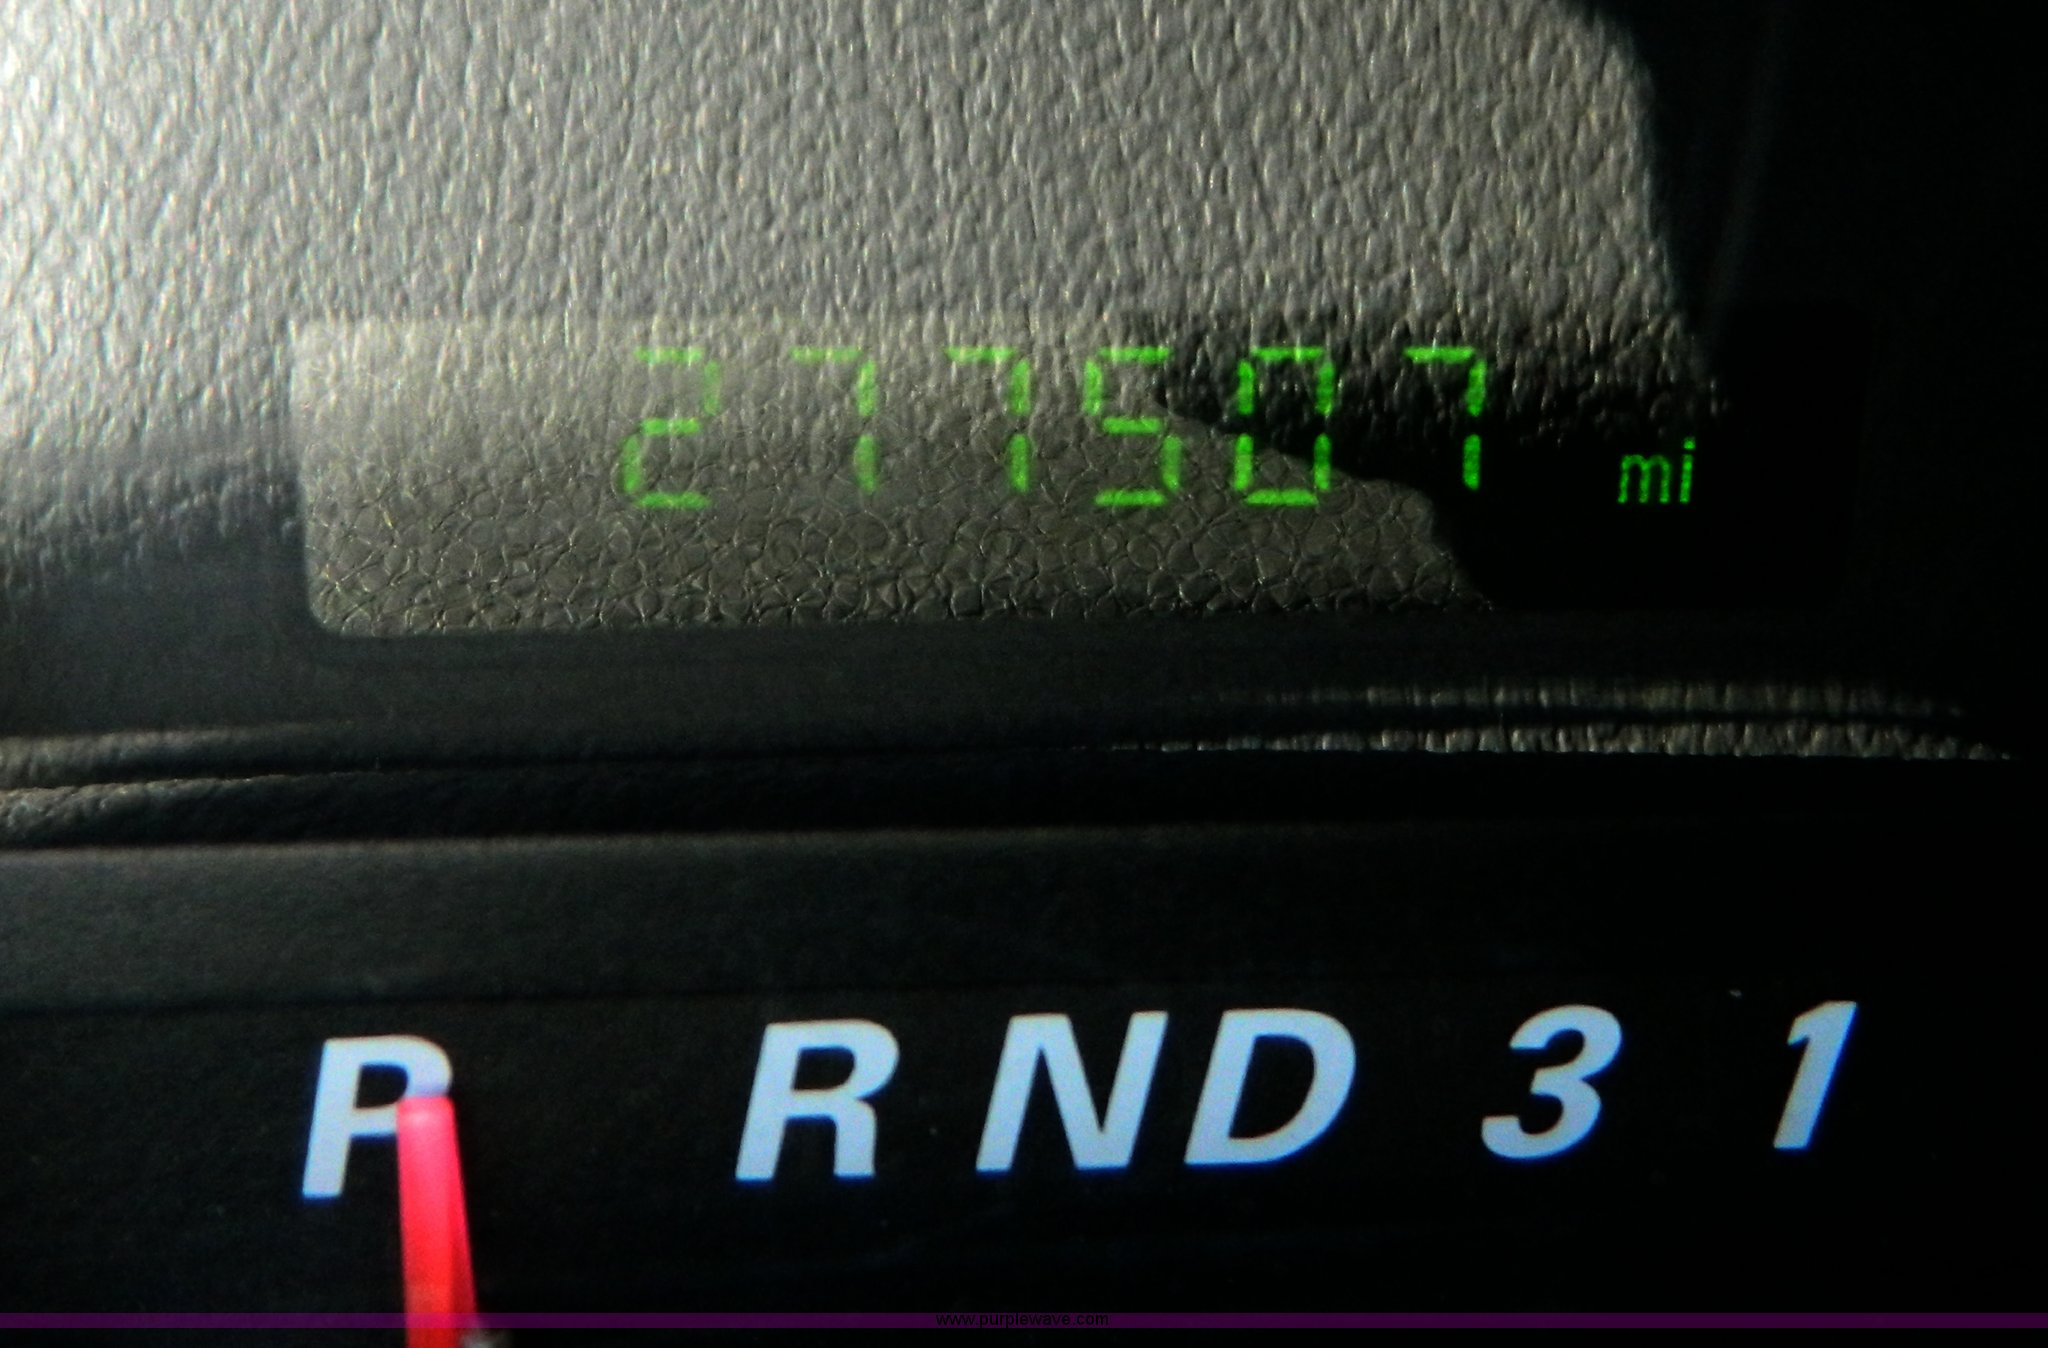 277507 mi
P R N D 3 1
www.purplewave.com